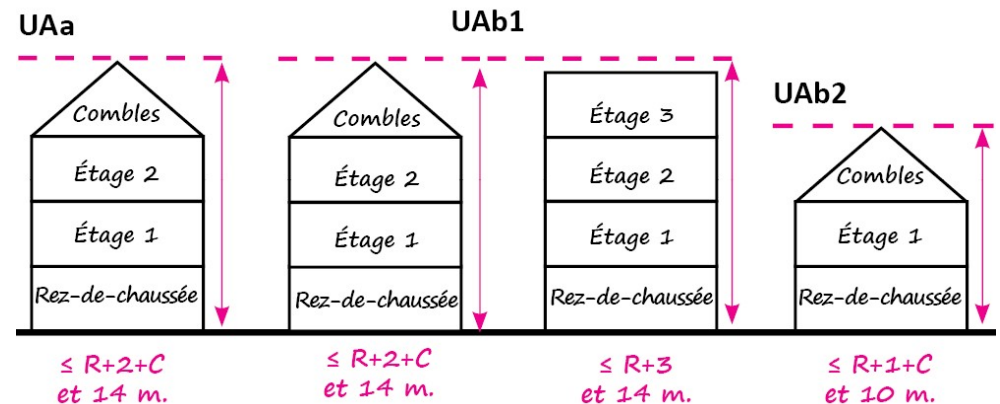 UAa
UAb1
UAb2
Combles
Étage 2
Étage 1
Rez-de-chaussée
≤ R+2+C
et 14 m.
Combles
Étage 2
Étage 1
Rez-de-chaussée
≤ R+2+C
et 14 m.
Étage 3
Étage 2
Étage 1
Rez-de-chaussée
≤ R+3
et 14 m.
Combles
Étage 1
Rez-de-chaussée
≤ R+1+C
et 10 m.